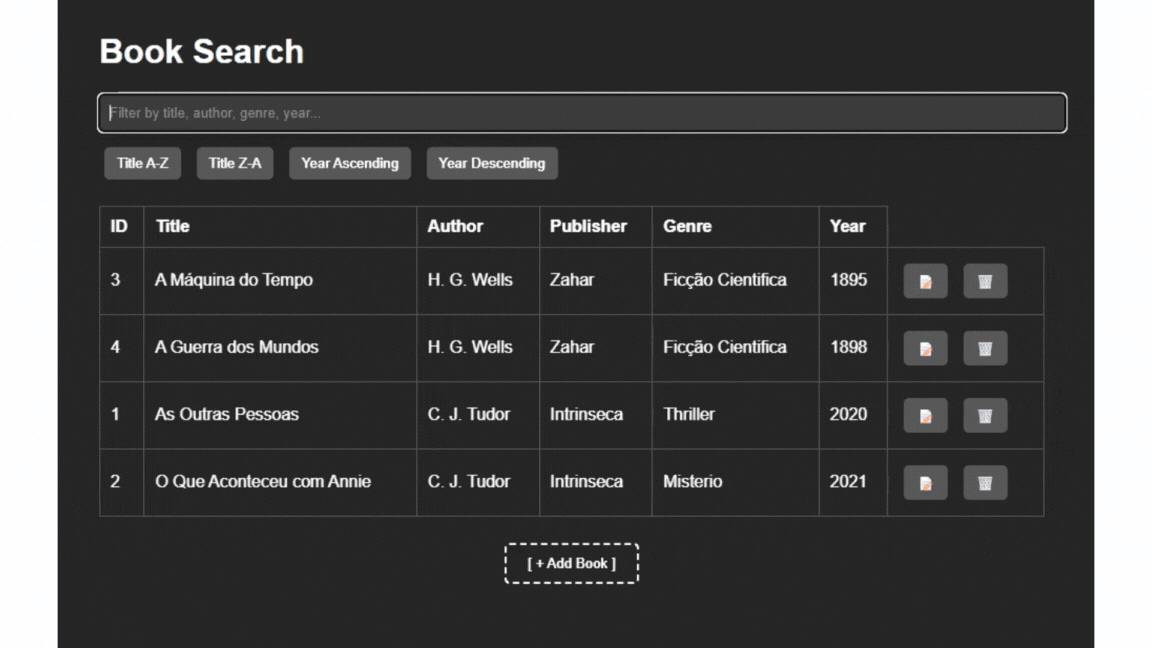 Book Search
Filter by title, author, genre, year...
Title A-Z Title Z-A Year Ascending Year Descending
ID Title Author Publisher Genre Year
3 A Máquina do Tempo H. G. Wells Zahar Ficção Cientifica 1895
4 A Guerra dos Mundos H. G. Wells Zahar Ficção Cientifica 1898
1 As Outras Pessoas C. J. Tudor Intrinseca Thriller 2020
2 O Que Aconteceu com Annie C. J. Tudor Intrinseca Misterio 2021
[ + Add Book ]